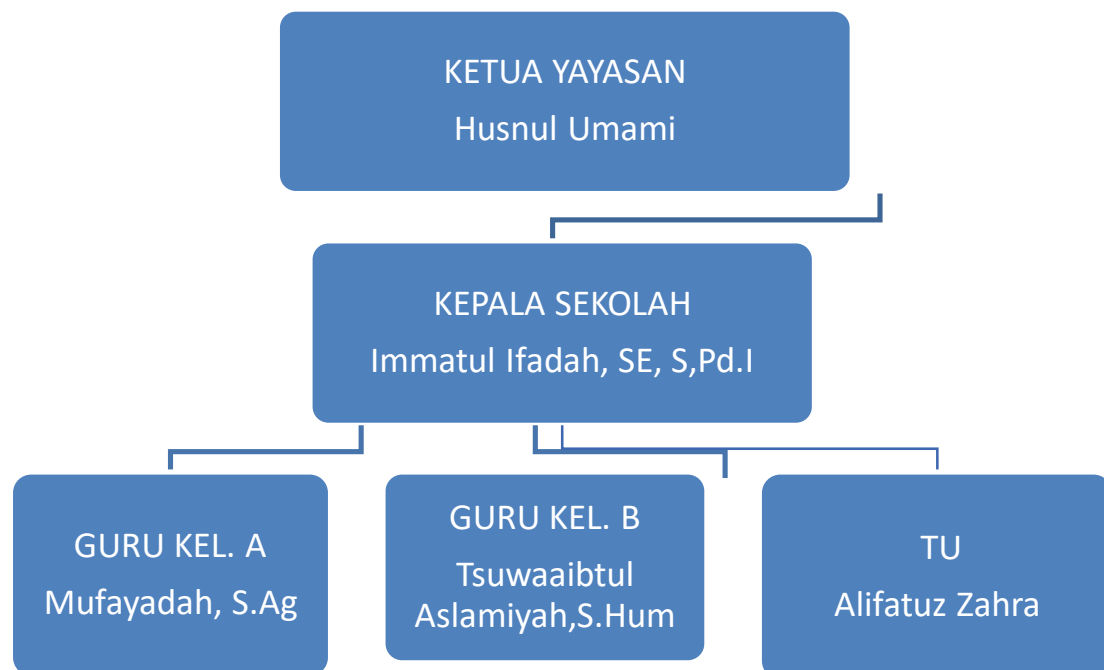 KETUA YAYASAN
Husnul Umami
KEPALA SEKOLAH
Immatul Ifadah, SE, S,Pd.I
GURU KEL. A
Mufayadah, S.Ag
GURU KEL. B
Tsuwaaibtul
Aslamiyah,S.Hum
TU
Alifatuz Zahra